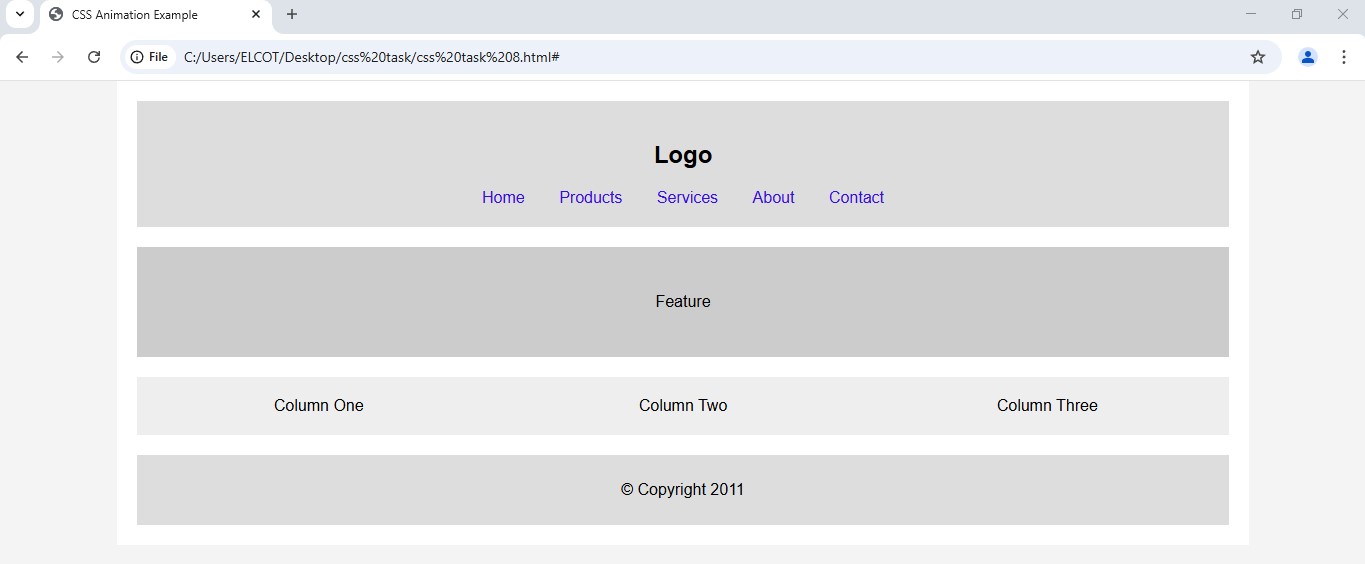 CSS Animation Example
File C:/Users/ELCOT/Desktop/css%20task/css%20task%208.html#
Logo
Home Products Services About Contact
Feature
Column One Column Two Column Three
© Copyright 2011